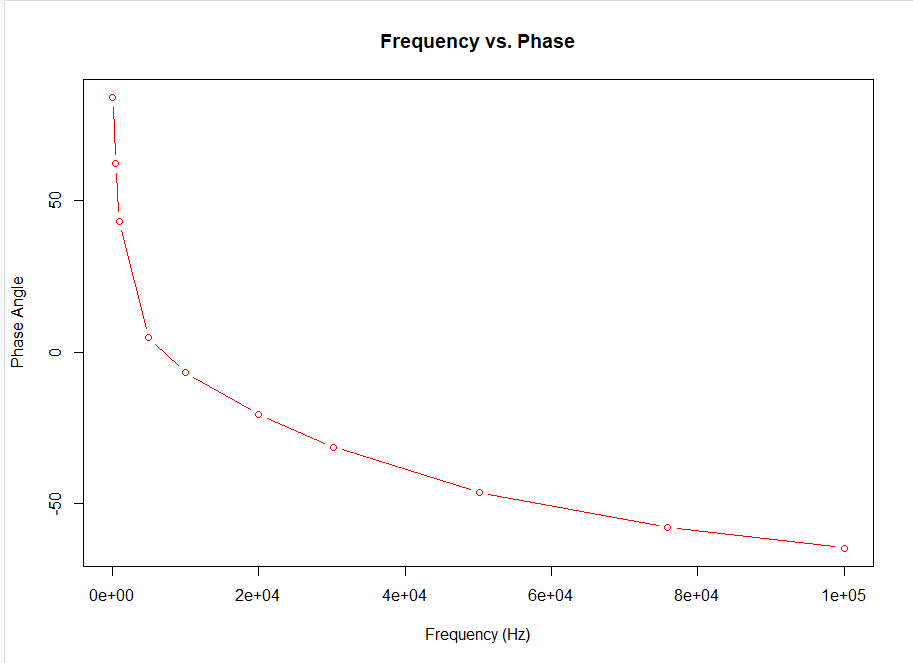 Frequency vs. Phase
50
0
-50
Phase Angle
0e+00 2e+04 4e+04 6e+04 8e+04 1e+05
Frequency (Hz)